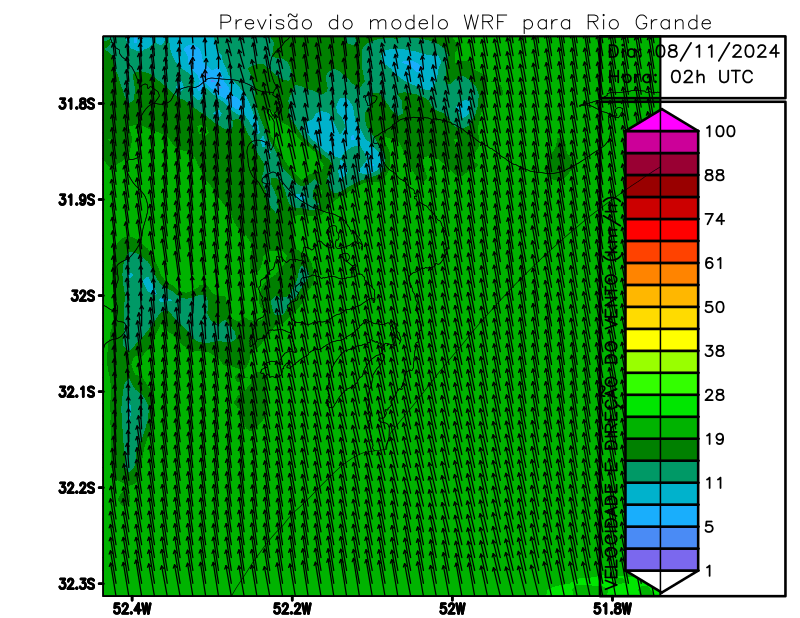 Previsão do modelo WRF para Rio Grande
Dia: 08/11/2024
Hora: 02h UTC
VELOCIDADE E DIREÇÃO DO VENTO (km/h)
100
88
74
61
50
38
28
19
11
5
1
31.8S
31.9S
32S
32.1S
32.2S
32.3S
52.4W
52.2W
52W
51.8W